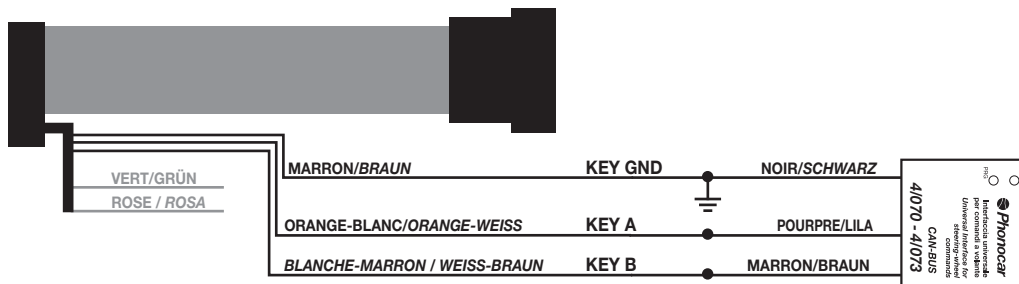 MARRON/BRAUN KEY GND NOIR/SCHWARZ
VERT/GRÜN
ROSE / ROSA
ORANGE-BLANC/ORANGE-WEISS KEY A POURPRE/LILA
BLANCHE-MARRON / WEISS-BRAUN KEY B MARRON/BRAUN
PRG
Phonocar
Interfaccia universale
per comandi a volante
Universal Interface for
steering-wheel
commands
CAN-BUS
4/070 - 4/073